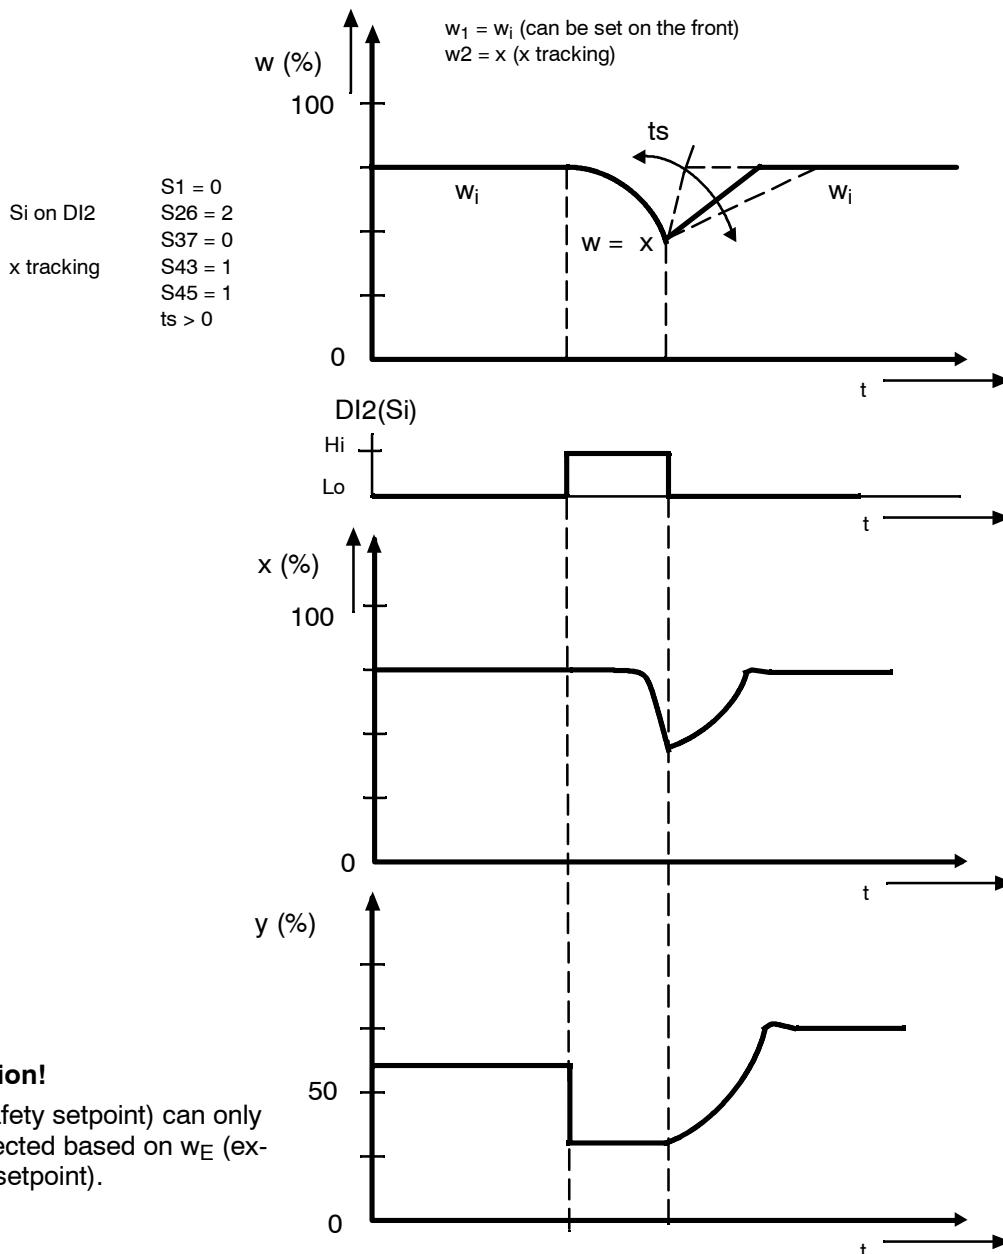 w1 = wi (can be set on the front)
w2 = x (x tracking)
w (%)
100
ts
wi
wi
w = x
0
t
S1 = 0
Si on DI2
S26 = 2
S37 = 0
x tracking
S43 = 1
S45 = 1
ts > 0
DI2(Si)
Hi
Lo
t
x (%)
100
0
t
y (%)
50
0
t
ion!
afety setpoint) can only
ected based on wE (ex-
setpoint).